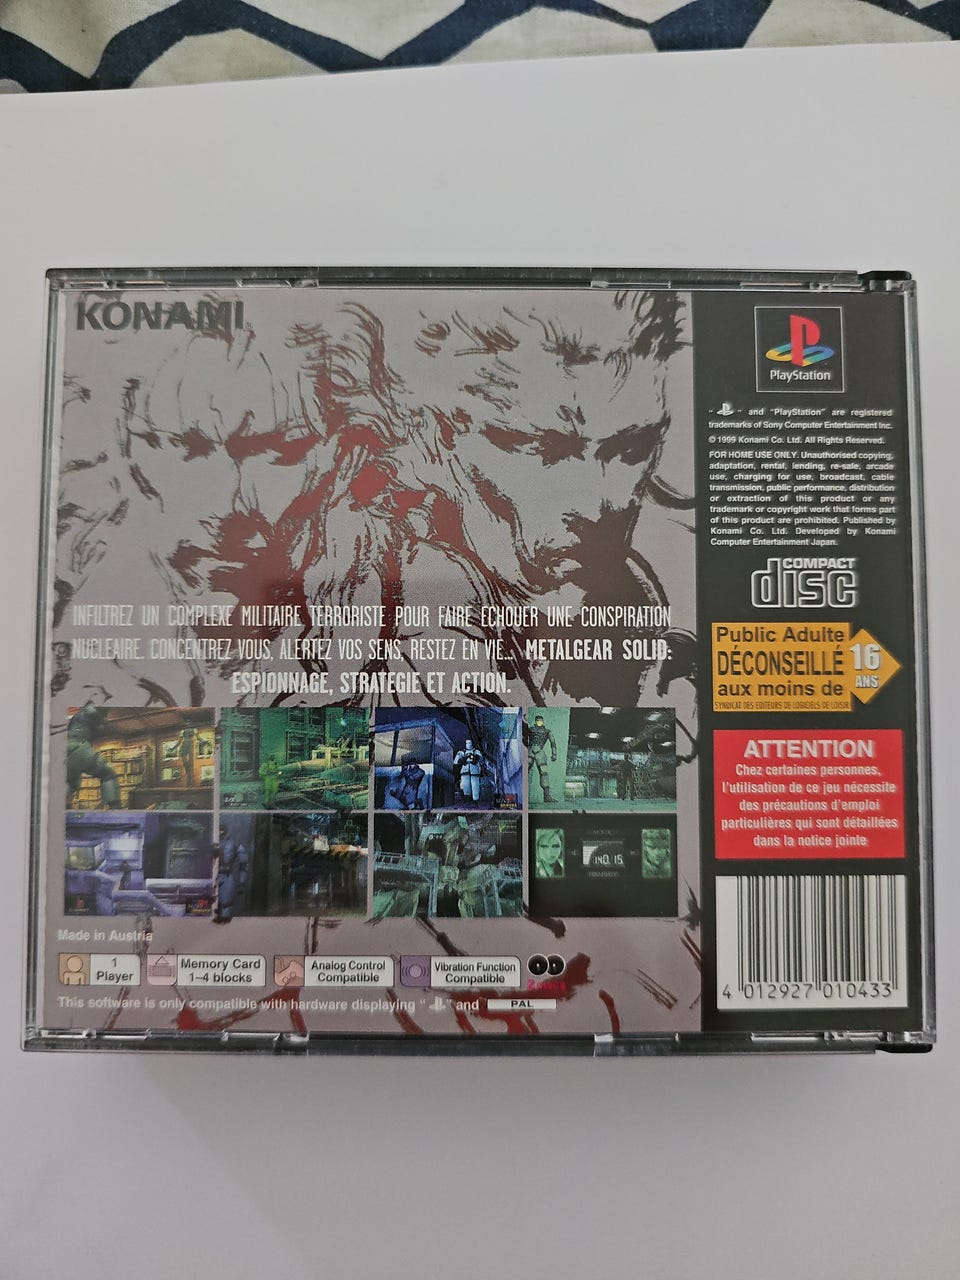 KONAMI
INFILTREZ UN COMPLEXE MILITAIRE TERRORISTE POUR FAIRE ECHOUER UNE CONSPIRATION
NUCLEAIRE. CONCENTREZ VOUS, ALERTEZ VOS SENS, RESTEZ EN VIE... METALGEAR SOLID:
ESPIONNAGE, STRATEGIE ET ACTION.
140.15
Made in Austria
1
Player
Memory Card
1–4 blocks
Analog Control
Compatible
Vibration Function
Compatible
2 Discs
This software is only compatible with hardware displaying " " and PAL
PlayStation
" " and "PlayStation" are registered
trademarks of Sony Computer Entertainment Inc.
© 1999 Konami Co. Ltd. All Rights Reserved.
FOR HOME USE ONLY. Unauthorised copying,
adaptation, rental, lending, re-sale, arcade
use, charging for use, broadcast, cable
transmission, public performance, distribution
or extraction of this product or any
trademark or copyright work that forms part
of this product are prohibited. Published by
Konami Co. Ltd. Developed by Konami
Computer Entertainment Japan.
COMPACT
disc
Public Adulte
DÉCONSEILLÉ
aux moins de
16
ANS
SYNDICAT DES EDITEURS DE LOGICIELS DE LOISIR
ATTENTION
Chez certaines personnes,
l'utilisation de ce jeu nécessite
des précautions d'emploi
particulières qui sont détaillées
dans la notice jointe
4 012927 010433